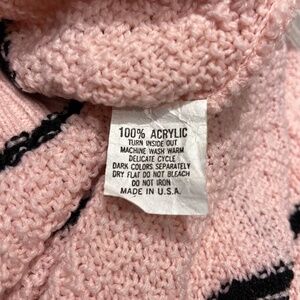 100% ACRYLIC
TURN INSIDE OUT
MACHINE WASH WARM
DELICATE CYCLE
DARK COLORS SEPARATELY
DRY FLAT DO NOT BLEACH
DO NOT IRON
MADE IN U.S.A.